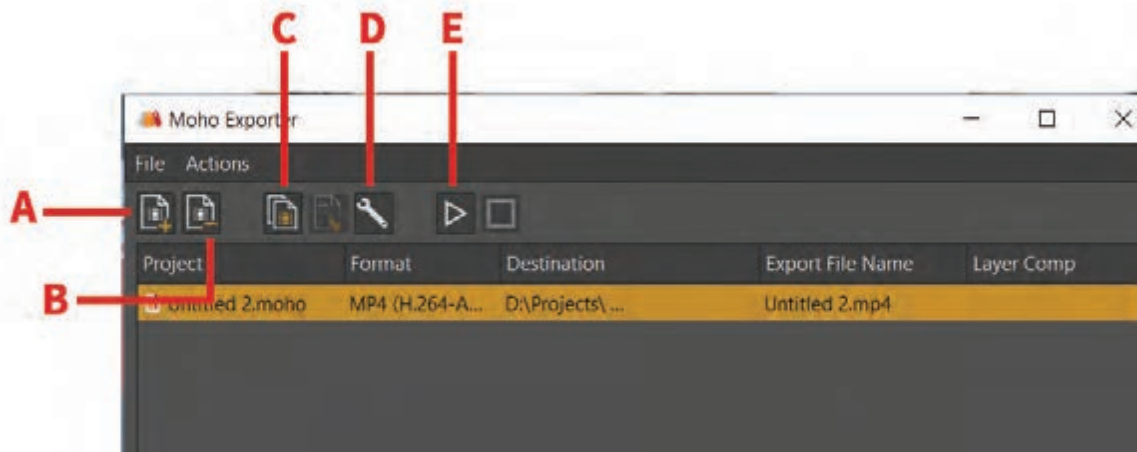 C D E
Moho Exporter
File Actions
A
Project Format Destination Export File Name Layer Comp
B
Untitled 2.moho MP4 (H.264-A... D:\Projects\ ... Untitled 2.mp4